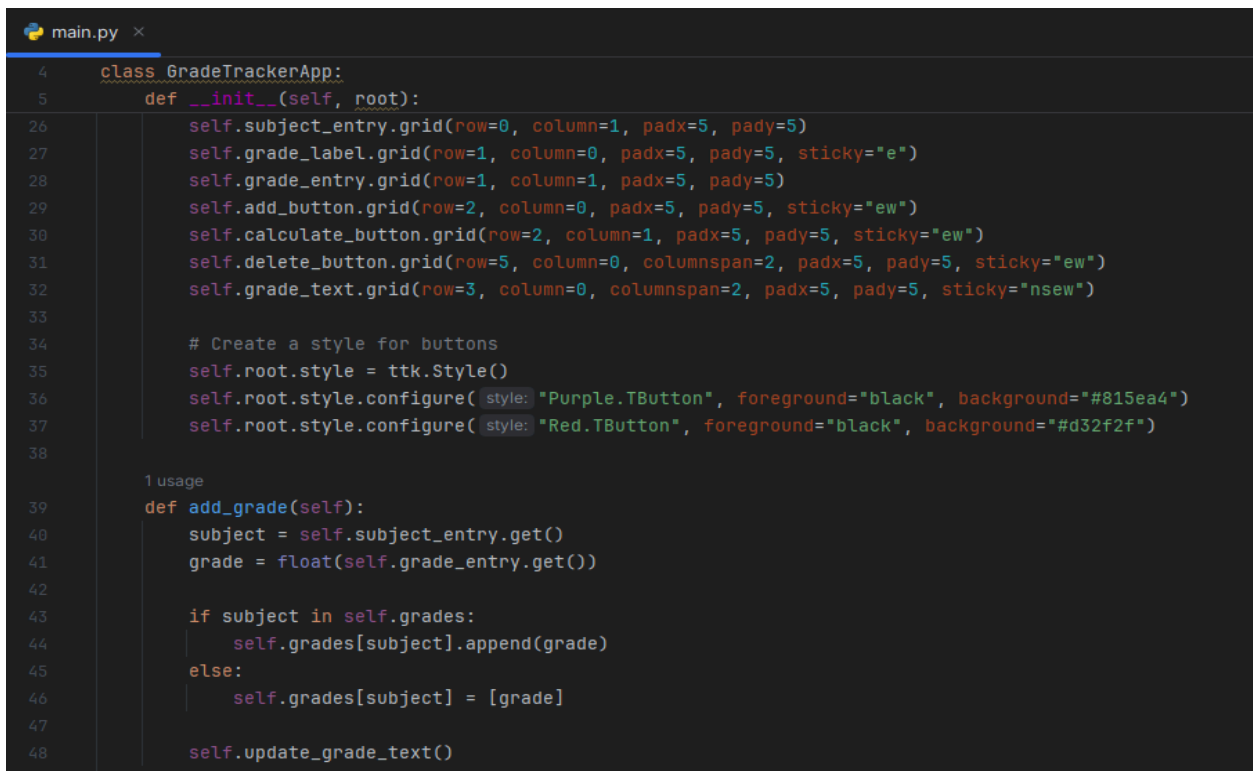 main.py ×
4 class GradeTrackerApp:
5 def __init__(self, root):
26 self.subject_entry.grid(row=0, column=1, padx=5, pady=5)
27 self.grade_label.grid(row=1, column=0, padx=5, pady=5, sticky="e")
28 self.grade_entry.grid(row=1, column=1, padx=5, pady=5)
29 self.add_button.grid(row=2, column=0, padx=5, pady=5, sticky="ew")
30 self.calculate_button.grid(row=2, column=1, padx=5, pady=5, sticky="ew")
31 self.delete_button.grid(row=5, column=0, columnspan=2, padx=5, pady=5, sticky="ew")
32 self.grade_text.grid(row=3, column=0, columnspan=2, padx=5, pady=5, sticky="nsew")
33
34 # Create a style for buttons
35 self.root.style = ttk.Style()
36 self.root.style.configure( style: "Purple.TButton", foreground="black", background="#815ea4")
37 self.root.style.configure( style: "Red.TButton", foreground="black", background="#d32f2f")
38
1 usage
39 def add_grade(self):
40 subject = self.subject_entry.get()
41 grade = float(self.grade_entry.get())
42
43 if subject in self.grades:
44 self.grades[subject].append(grade)
45 else:
46 self.grades[subject] = [grade]
47
48 self.update_grade_text()